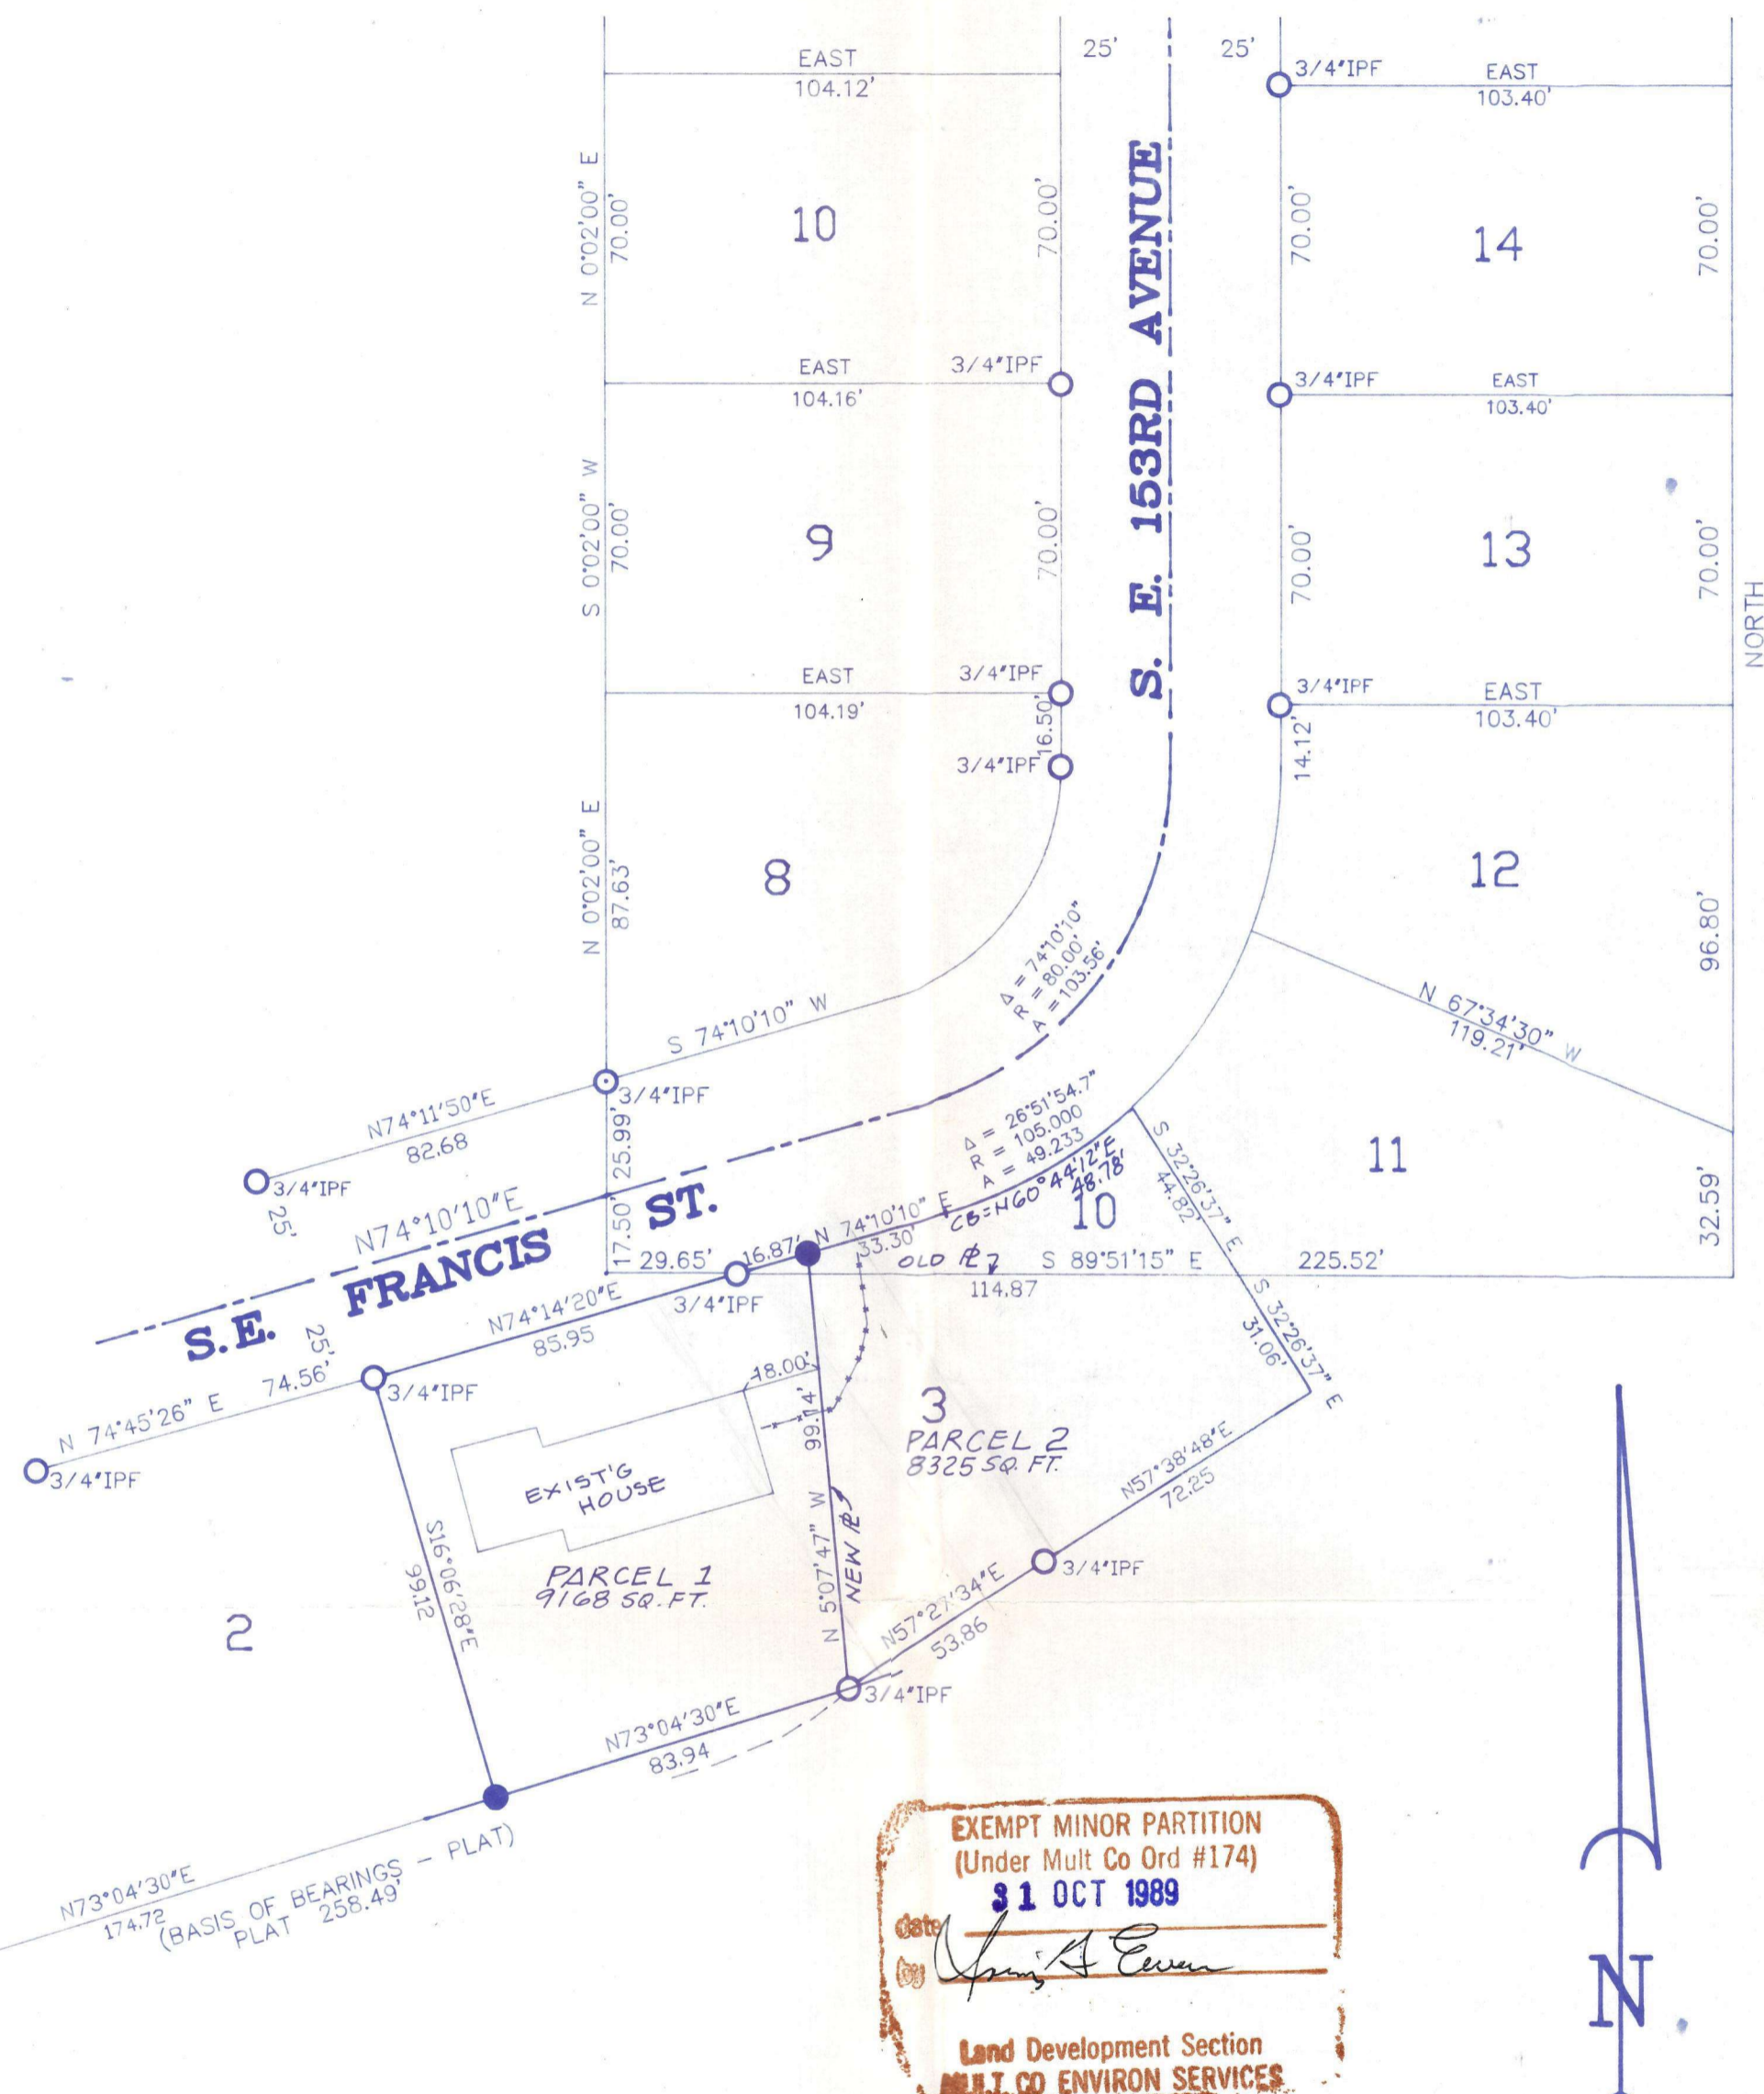 EAST
104.12'
25'
25'
3/4"IPF
EAST
103.40'
N 0°02'00" E
70.00'
10
70.00'
S. E. 153RD AVENUE
70.00'
14
70.00'
EAST
104.16'
3/4"IPF
3/4"IPF
EAST
103.40'
S 0°02'00" W
70.00'
9
70.00'
70.00'
13
70.00'
NORTH
EAST
104.19'
3/4"IPF
16.50'
3/4"IPF
3/4"IPF
EAST
103.40'
14.12'
N 0°02'00" E
87.63'
8
12
96.80'
Δ = 74°10'10"
R = 80.00'
A = 103.56'
S 74°10'10" W
N 67°34'30" W
119.21'
3/4"IPF
N74°11'50"E
82.68
3/4"IPF
25'
25.99'
17.50'
Δ = 26°51'54.7"
R = 105.000
A = 49.233
CB=N60°44'12"E
48.78'
10
S 32°26'37" E
44.82'
11
32.59'
N74°10'10"E
S.E. FRANCIS ST.
29.65'
16.87'
N 74°10'10" E
33.30'
OLD PL
S 89°51'15" E
225.52'
114.87
3/4"IPF
N74°14'20"E
85.95
25'
S 32°26'37" E
31.06'
N 74°45'26" E
74.56'
3/4"IPF
3/4"IPF
18.00'
99.14'
N 5°07'47" W
NEW PL
3
PARCEL 2
8325 SQ. FT.
EXIST'G
HOUSE
N57°38'48"E
72.25
S16°06'28"E
99.12
PARCEL 1
9168 SQ. FT.
2
N57°27'34"E
53.86
3/4"IPF
3/4"IPF
N73°04'30"E
83.94
N73°04'30"E
174.72
(BASIS OF BEARINGS - PLAT)
PLAT 258.49'
EXEMPT MINOR PARTITION
(Under Mult Co Ord #174)
31 OCT 1989
date
by
Land Development Section
MULT CO ENVIRON SERVICES
N